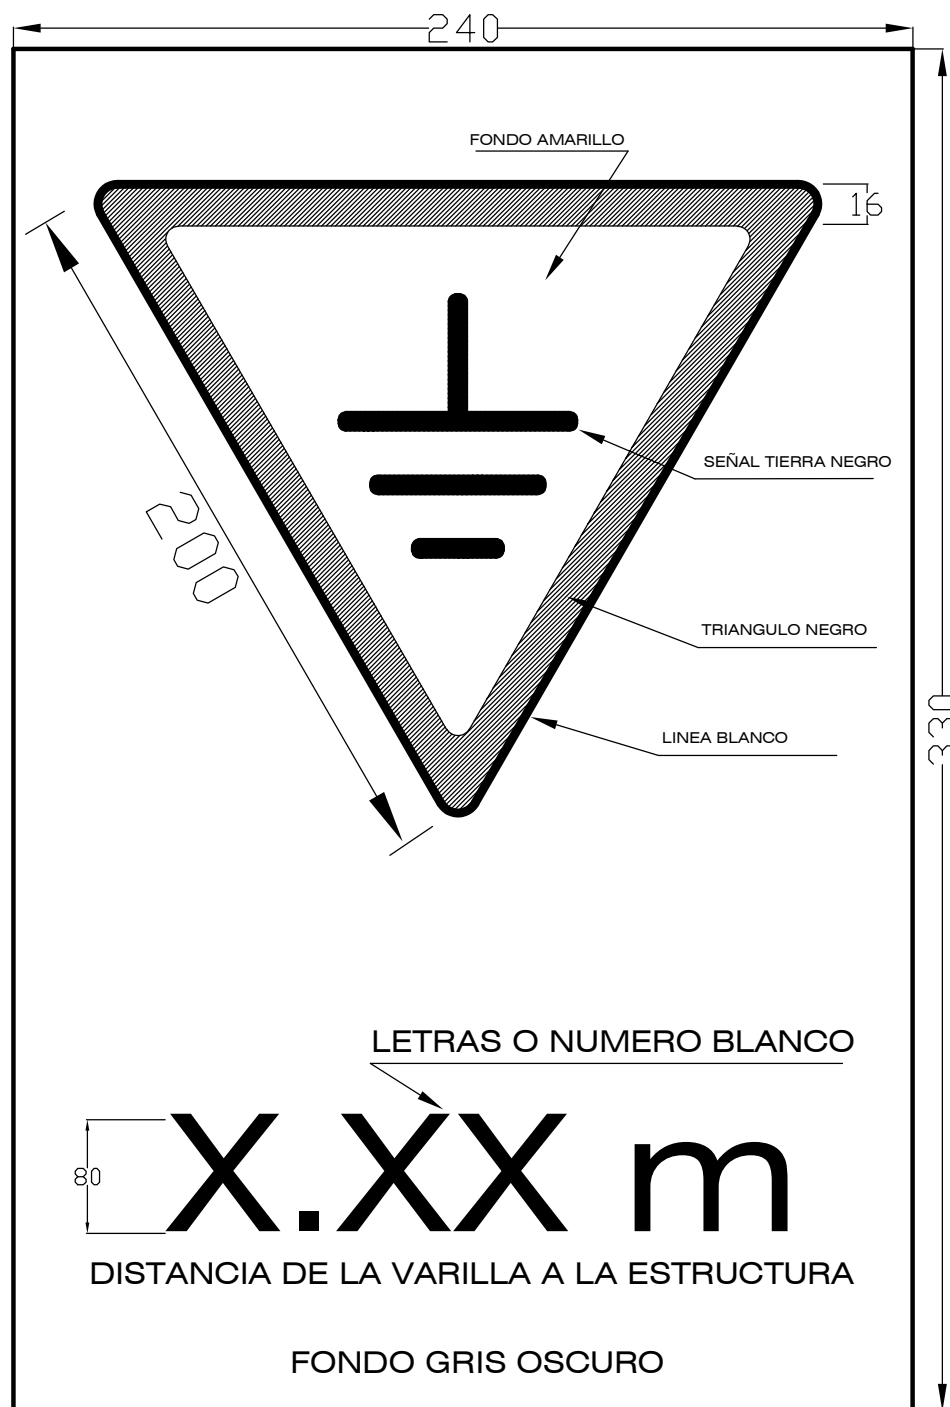 240
FONDO AMARILLO
16
SEÑAL TIERRA NEGRO
200
TRIANGULO NEGRO
330
LINEA BLANCO
LETRAS O NUMERO BLANCO
80
X.XX m
DISTANCIA DE LA VARILLA A LA ESTRUCTURA
FONDO GRIS OSCURO